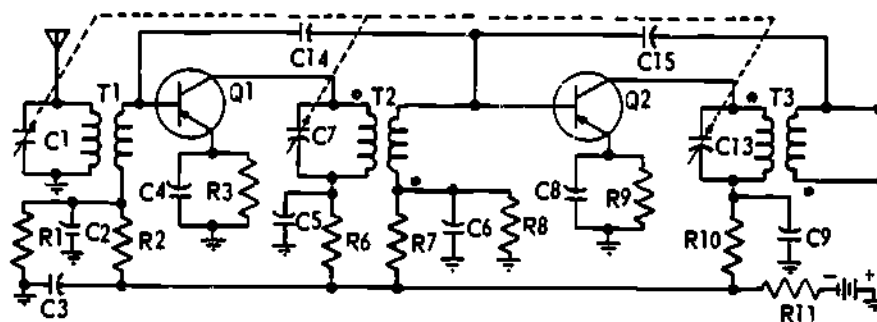 C14
C15
T1
Q1
T2
Q2
T3
C1
C7
C13
C4
R3
C8
R9
R1
C2
R2
C5
R6
R7
C6
R8
R10
C9
C3
R11
- +